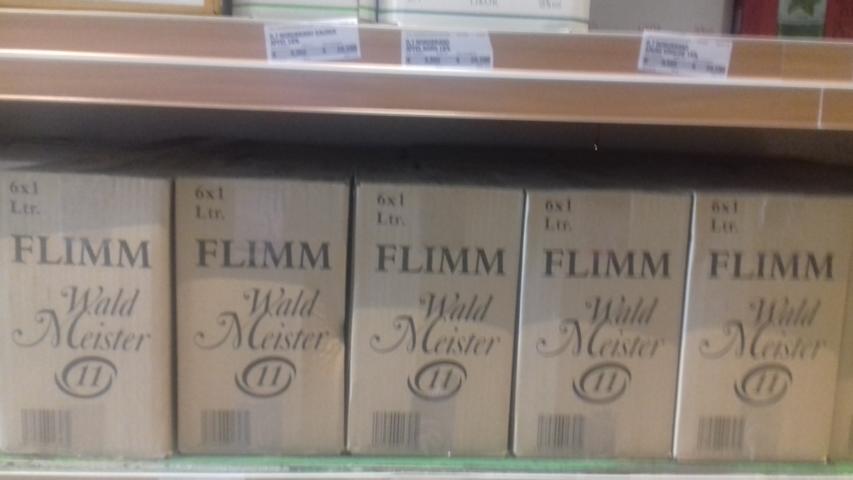 LIKÖR
6x1
Ltr.
FLIMM
Wald
Meister
11
6x1
Ltr.
FLIMM
Wald
Meister
11
6x1
Ltr.
FLIMM
Wald
Meister
11
6x1
Ltr.
FLIMM
Wald
Meister
11
6x1
Ltr.
FLIMM
Wald
Meister
11